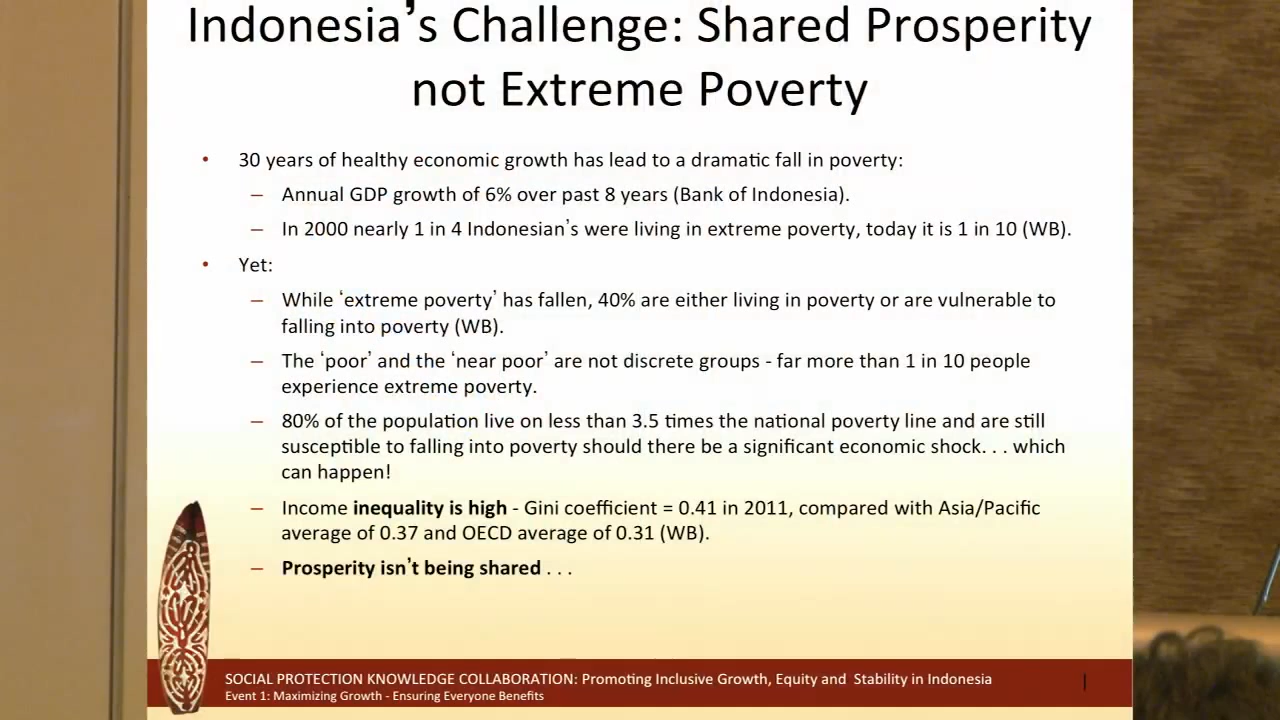 Indonesia’s Challenge: Shared Prosperity
not Extreme Poverty
• 30 years of healthy economic growth has lead to a dramatic fall in poverty:
– Annual GDP growth of 6% over past 8 years (Bank of Indonesia).
– In 2000 nearly 1 in 4 Indonesian’s were living in extreme poverty, today it is 1 in 10 (WB).
• Yet:
– While ‘extreme poverty’ has fallen, 40% are either living in poverty or are vulnerable to
falling into poverty (WB).
– The ‘poor’ and the ‘near poor’ are not discrete groups - far more than 1 in 10 people
experience extreme poverty.
– 80% of the population live on less than 3.5 times the national poverty line and are still
susceptible to falling into poverty should there be a significant economic shock. . . which
can happen!
– Income inequality is high - Gini coefficient = 0.41 in 2011, compared with Asia/Pacific
average of 0.37 and OECD average of 0.31 (WB).
– Prosperity isn’t being shared . . .
SOCIAL PROTECTION KNOWLEDGE COLLABORATION: Promoting Inclusive Growth, Equity and Stability in Indonesia
Event 1: Maximizing Growth - Ensuring Everyone Benefits